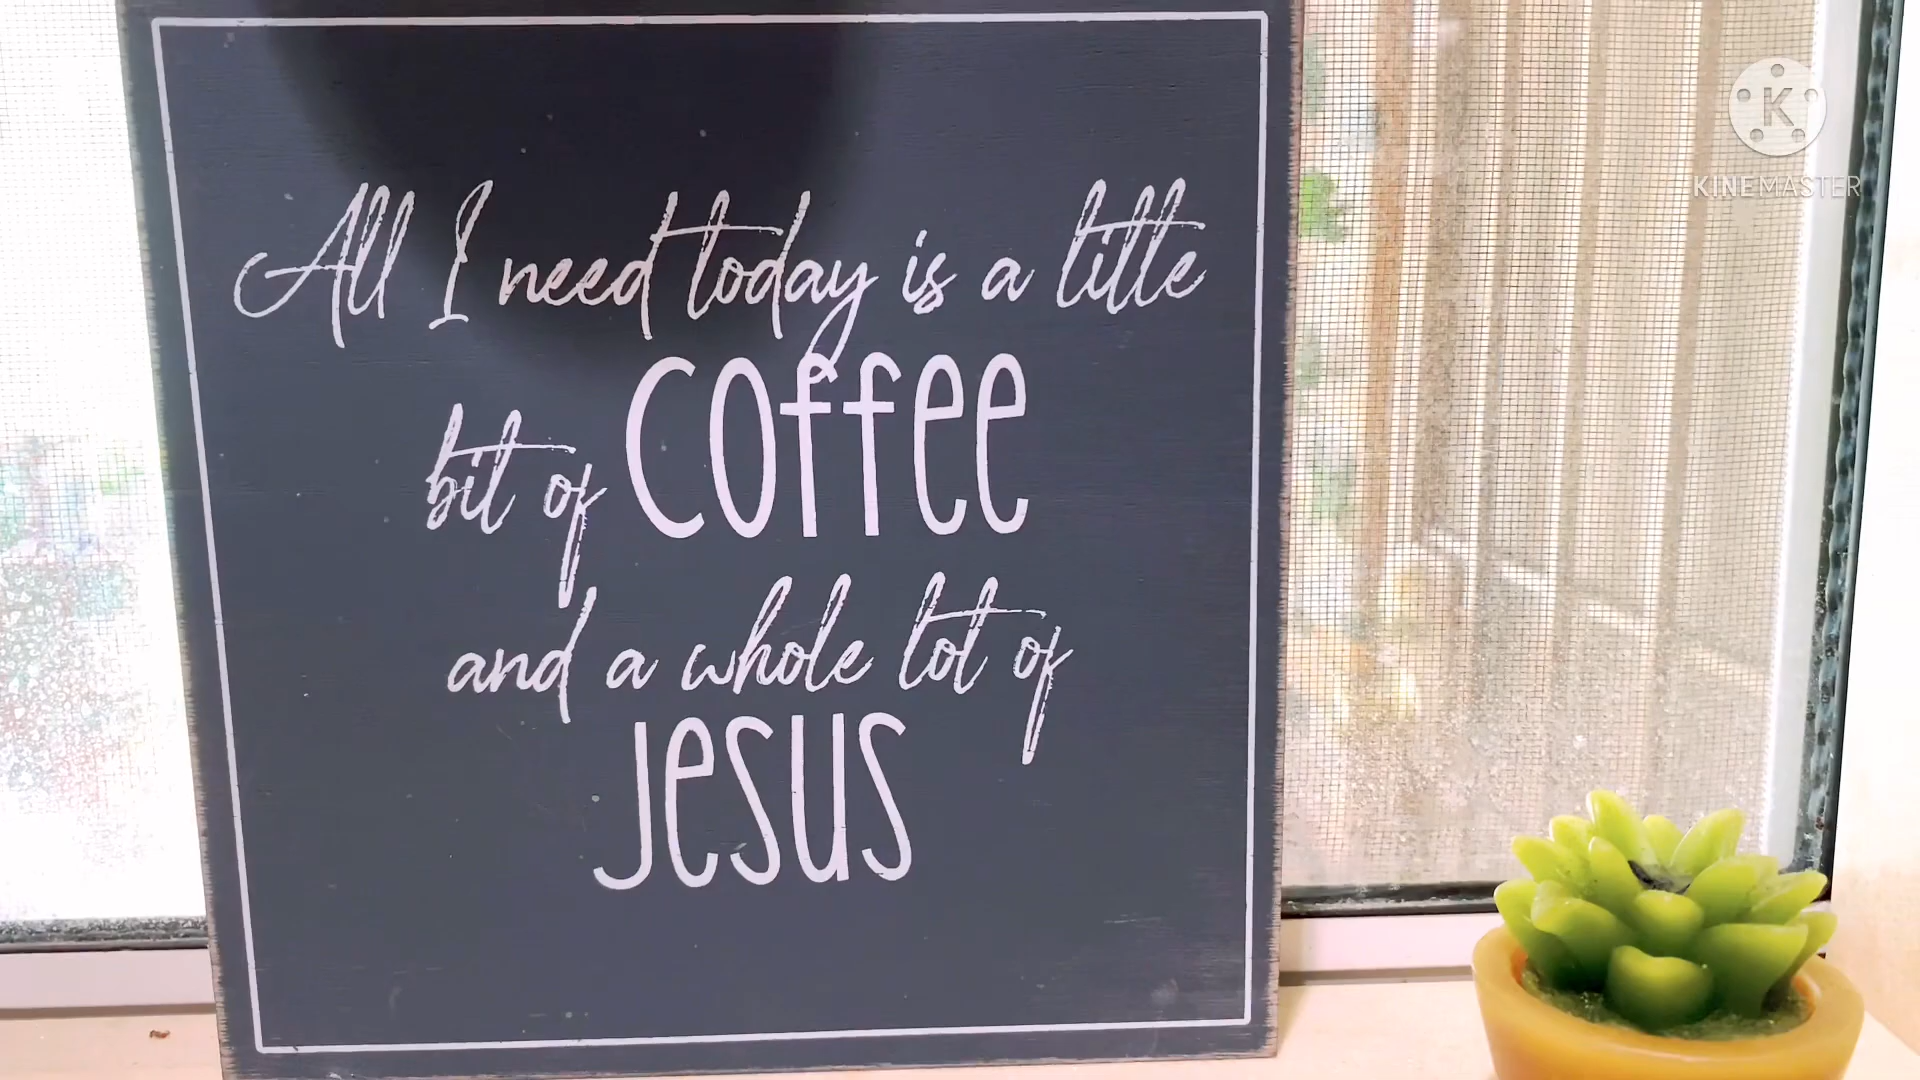 All I need today is a little
bit of coffee
and a whole lot of
Jesus
K
KINEMASTER